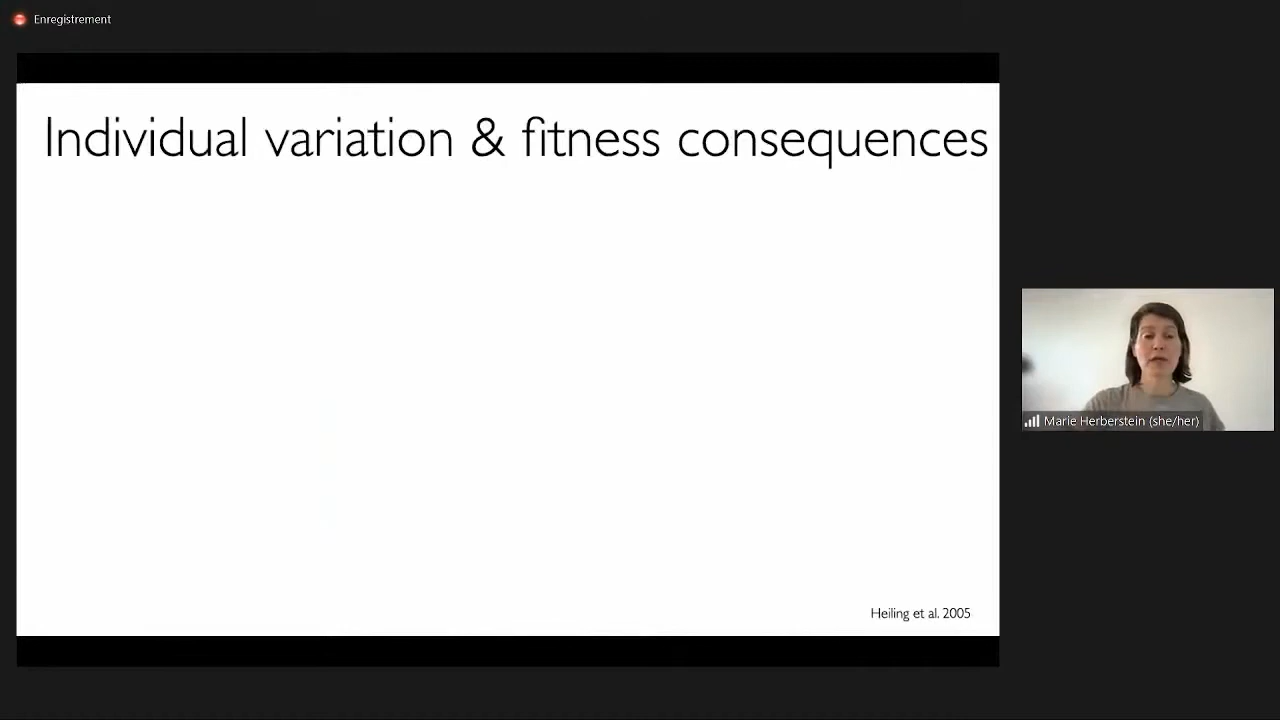 Enregistrement
Individual variation & fitness consequences
Heiling et al. 2005
Marie Herberstein (she/her)